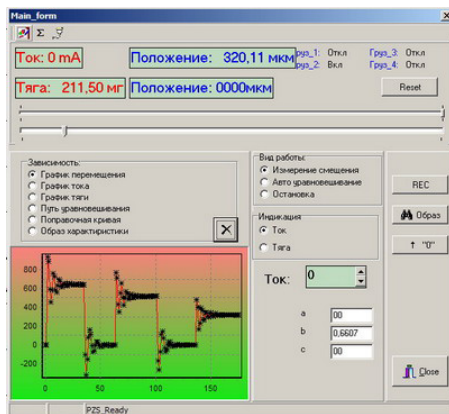 Main_form
Σ
Ток: 0 mA
Положение: 320,11 мкм
руз_1: Откл
Груз_3: Откл
руз_2: Вкл
Груз_4: Откл
Тяга: 211,50 мг
Положение: 0000мкм
Reset
Зависимость:
График перемещения
График тока
График тяги
Путь уравновешивания
Поправочная кривая
Образ характиристики
Вид работы:
Измерение смещения
Авто уравновешивание
Остановка
Индикация
Ток
Тяга
REC
Образ
↑ "0"
Ток: 0
a 00
b 0,6607
c 00
Close
800
600
400
200
0
-200
0 50 100 150
PZS_Ready